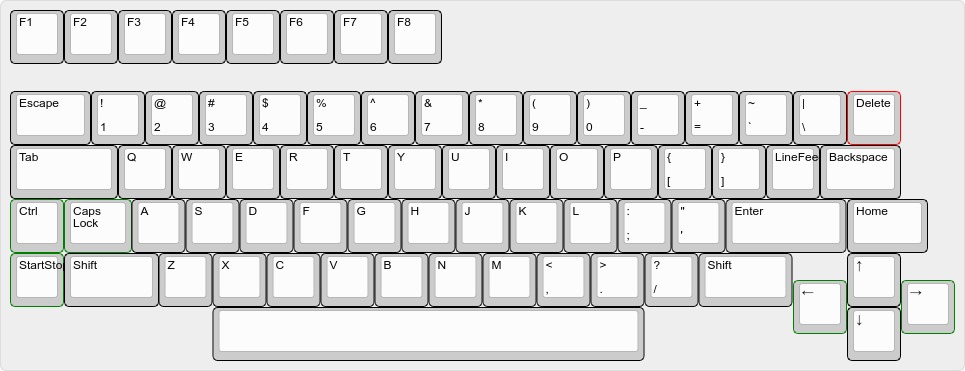 F1 F2 F3 F4 F5 F6 F7 F8
Escape ! @ # $ % ^ & * ( ) _ + ~ | Delete
1 2 3 4 5 6 7 8 9 0 - = ` \
Tab Q W E R T Y U I O P { } LineFee Backspace
[ ]
Ctrl Caps A S D F G H J K L : " Enter Home
Lock ; '
StartSto Shift Z X C V B N M < > ? Shift ↑
, . /
← →
↓